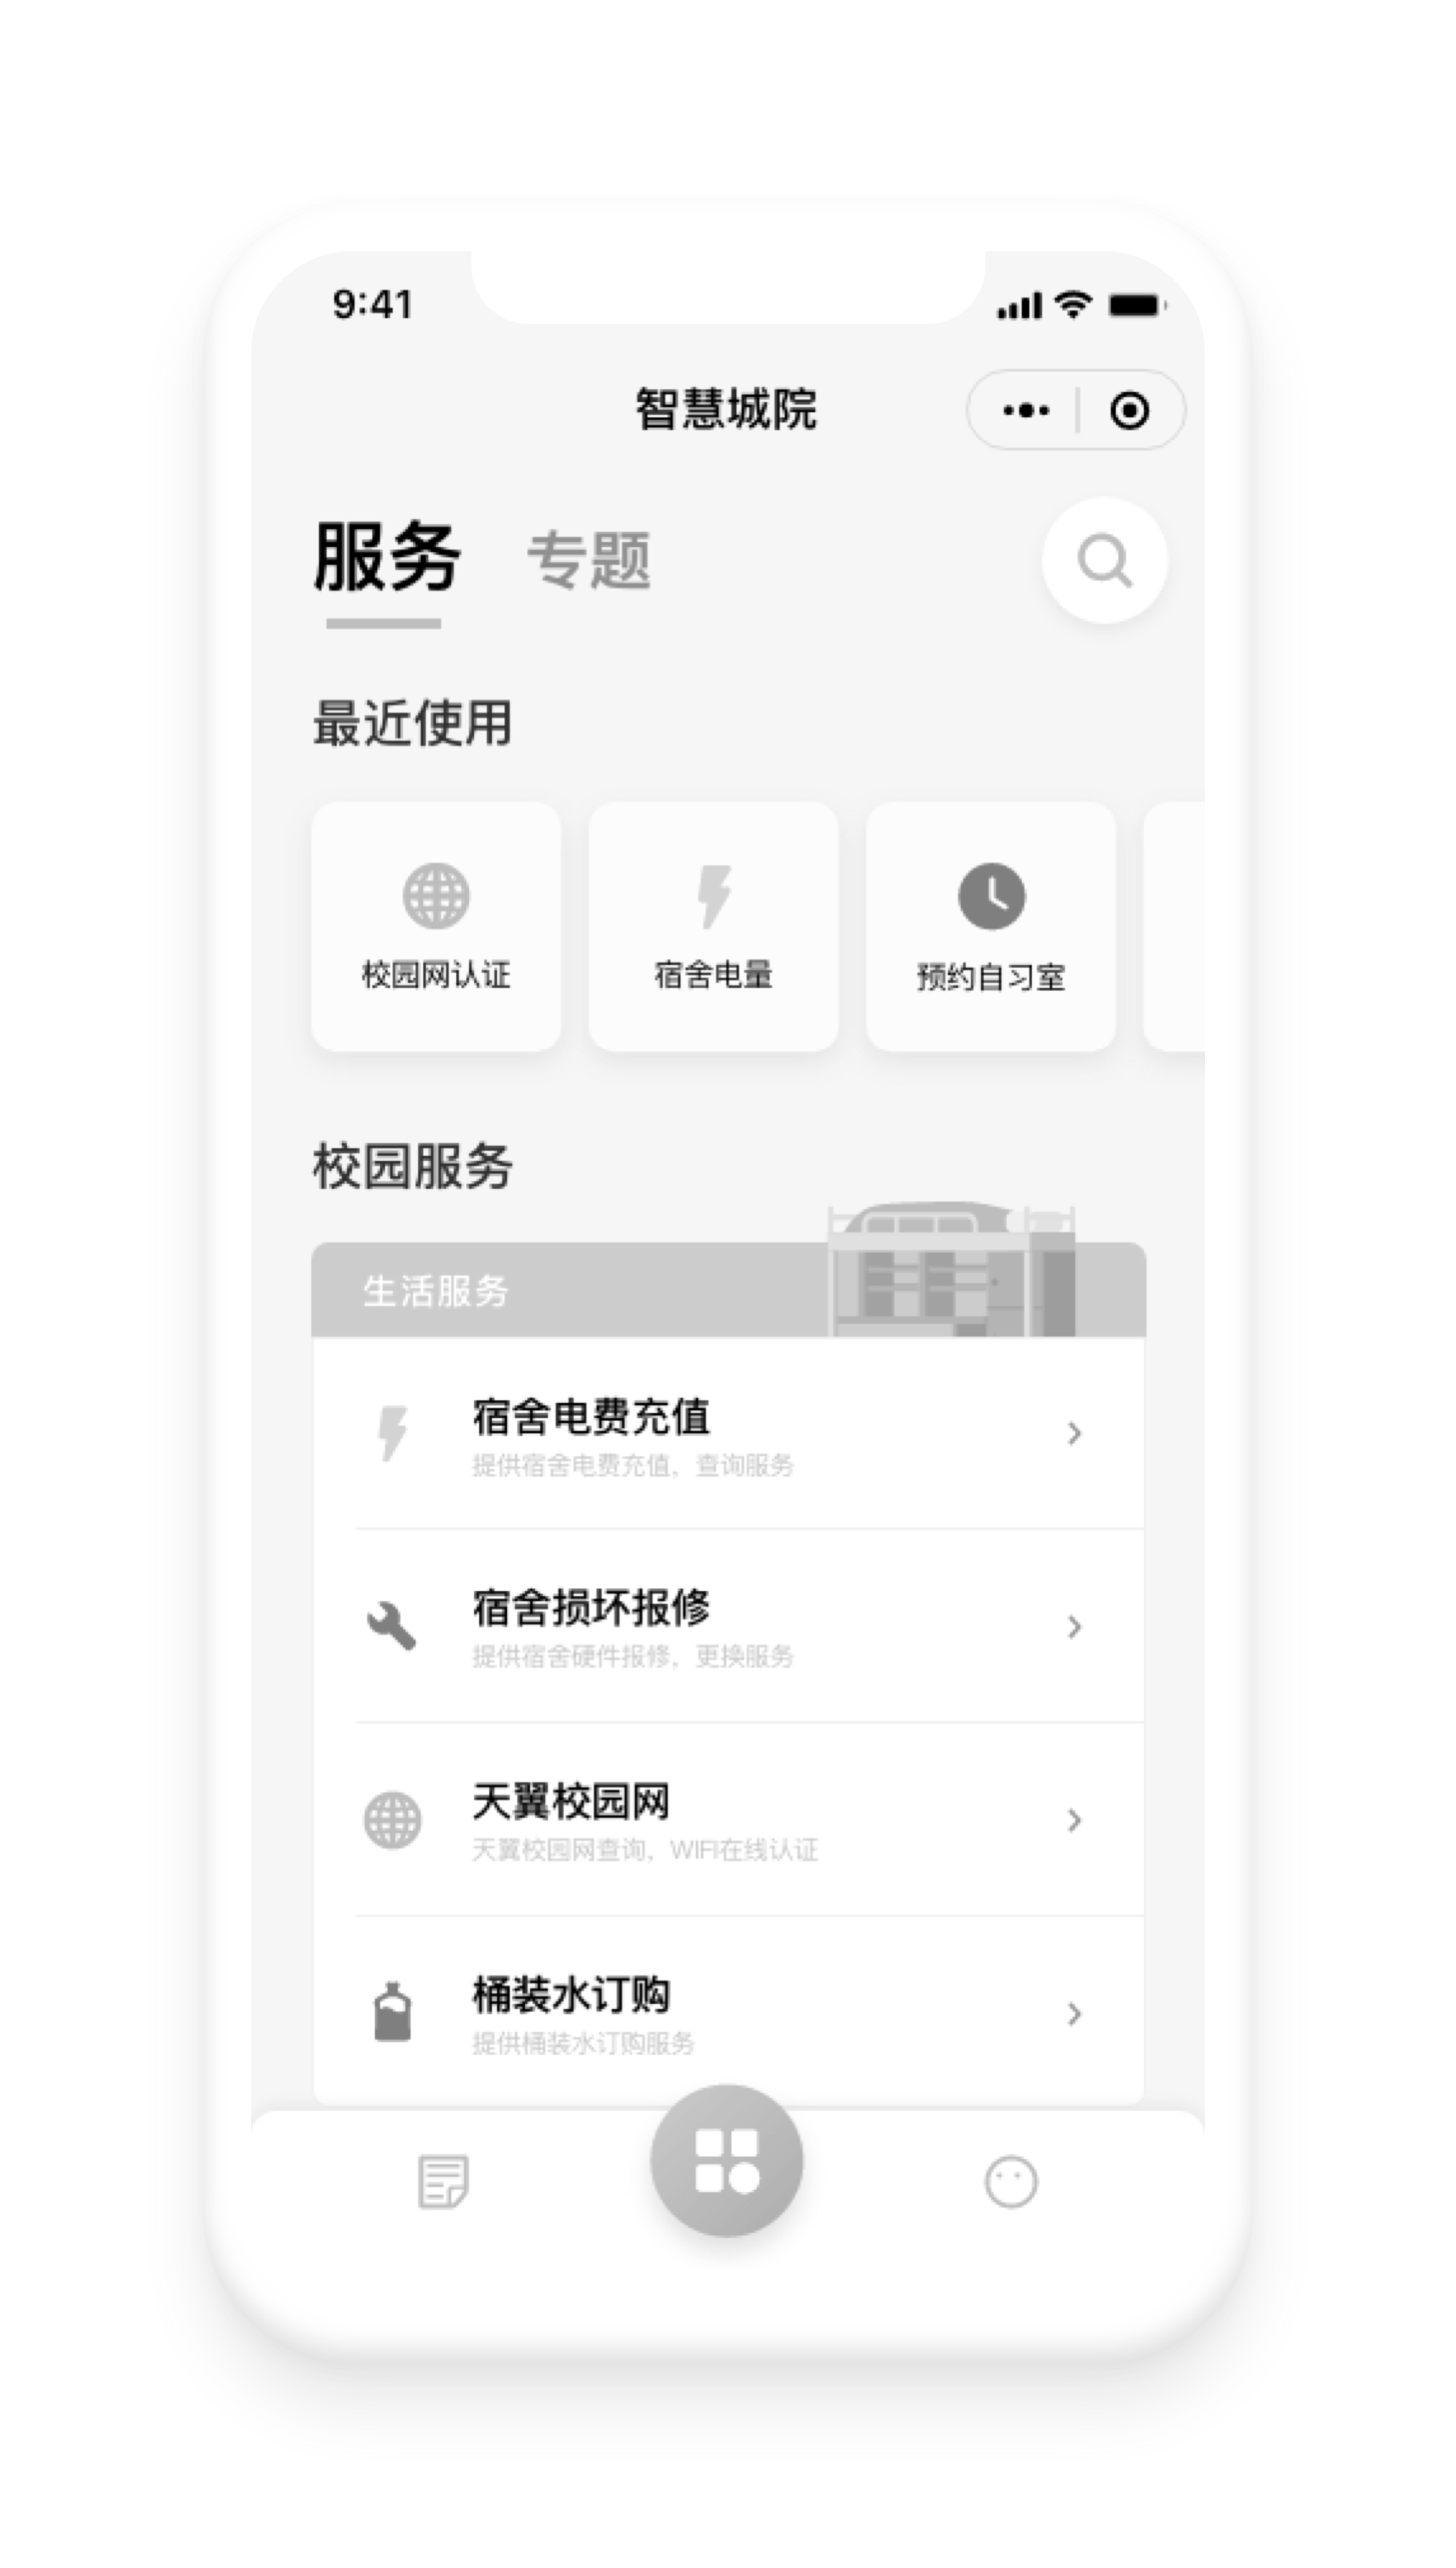 9:41
智慧城院
服务 专题
最近使用
校园网认证 宿舍电量 预约自习室
校园服务
生活服务
宿舍电费充值
提供宿舍电费充值，查询服务
宿舍损坏报修
提供宿舍硬件报修，更换服务
天翼校园网
天翼校园网查询，WIFI在线认证
桶装水订购
提供桶装水订购服务